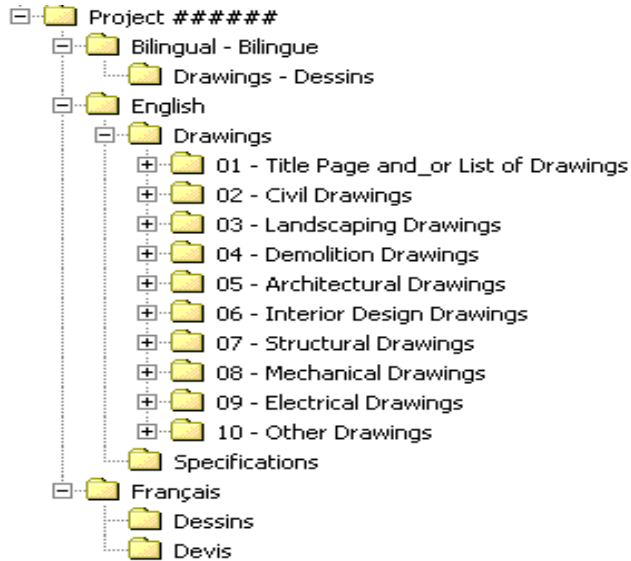 Project ######
Bilingual - Bilingue
Drawings - Dessins
English
Drawings
01 - Title Page and_or List of Drawings
02 - Civil Drawings
03 - Landscaping Drawings
04 - Demolition Drawings
05 - Architectural Drawings
06 - Interior Design Drawings
07 - Structural Drawings
08 - Mechanical Drawings
09 - Electrical Drawings
10 - Other Drawings
Specifications
Français
Dessins
Devis